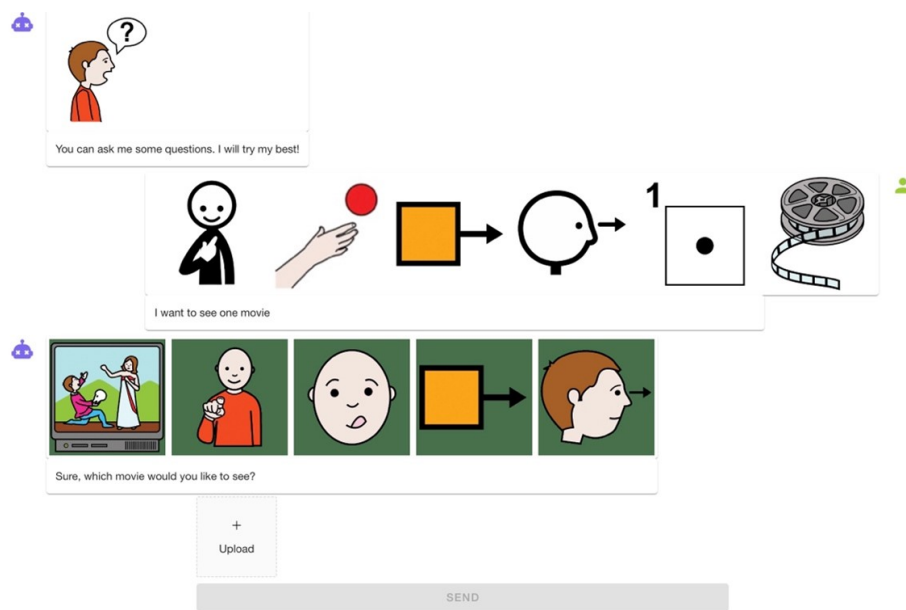 ?
You can ask me some questions. I will try my best!
1
I want to see one movie
Sure, which movie would you like to see?
+
Upload
SEND